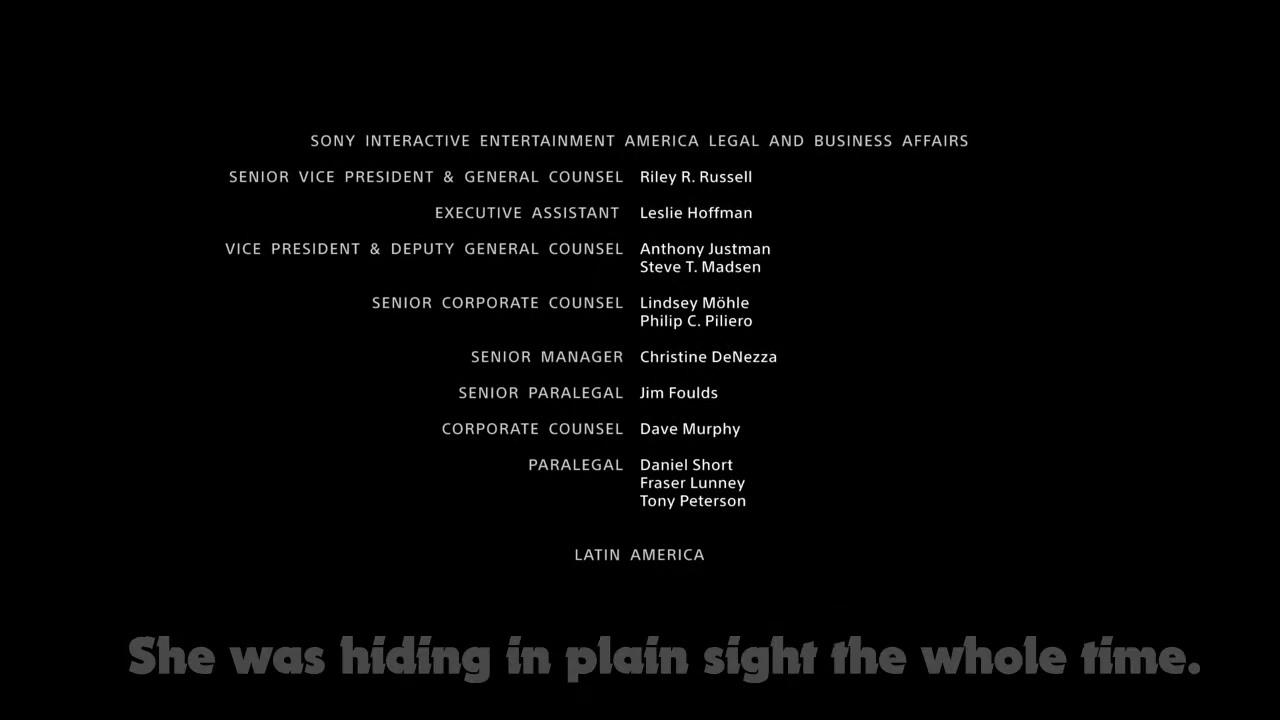 SONY INTERACTIVE ENTERTAINMENT AMERICA LEGAL AND BUSINESS AFFAIRS
SENIOR VICE PRESIDENT & GENERAL COUNSEL Riley R. Russell
EXECUTIVE ASSISTANT Leslie Hoffman
VICE PRESIDENT & DEPUTY GENERAL COUNSEL Anthony Justman
Steve T. Madsen
SENIOR CORPORATE COUNSEL Lindsey Möhle
Philip C. Piliero
SENIOR MANAGER Christine DeNezza
SENIOR PARALEGAL Jim Foulds
CORPORATE COUNSEL Dave Murphy
PARALEGAL Daniel Short
Fraser Lunney
Tony Peterson
LATIN AMERICA
She was hiding in plain sight the whole time.